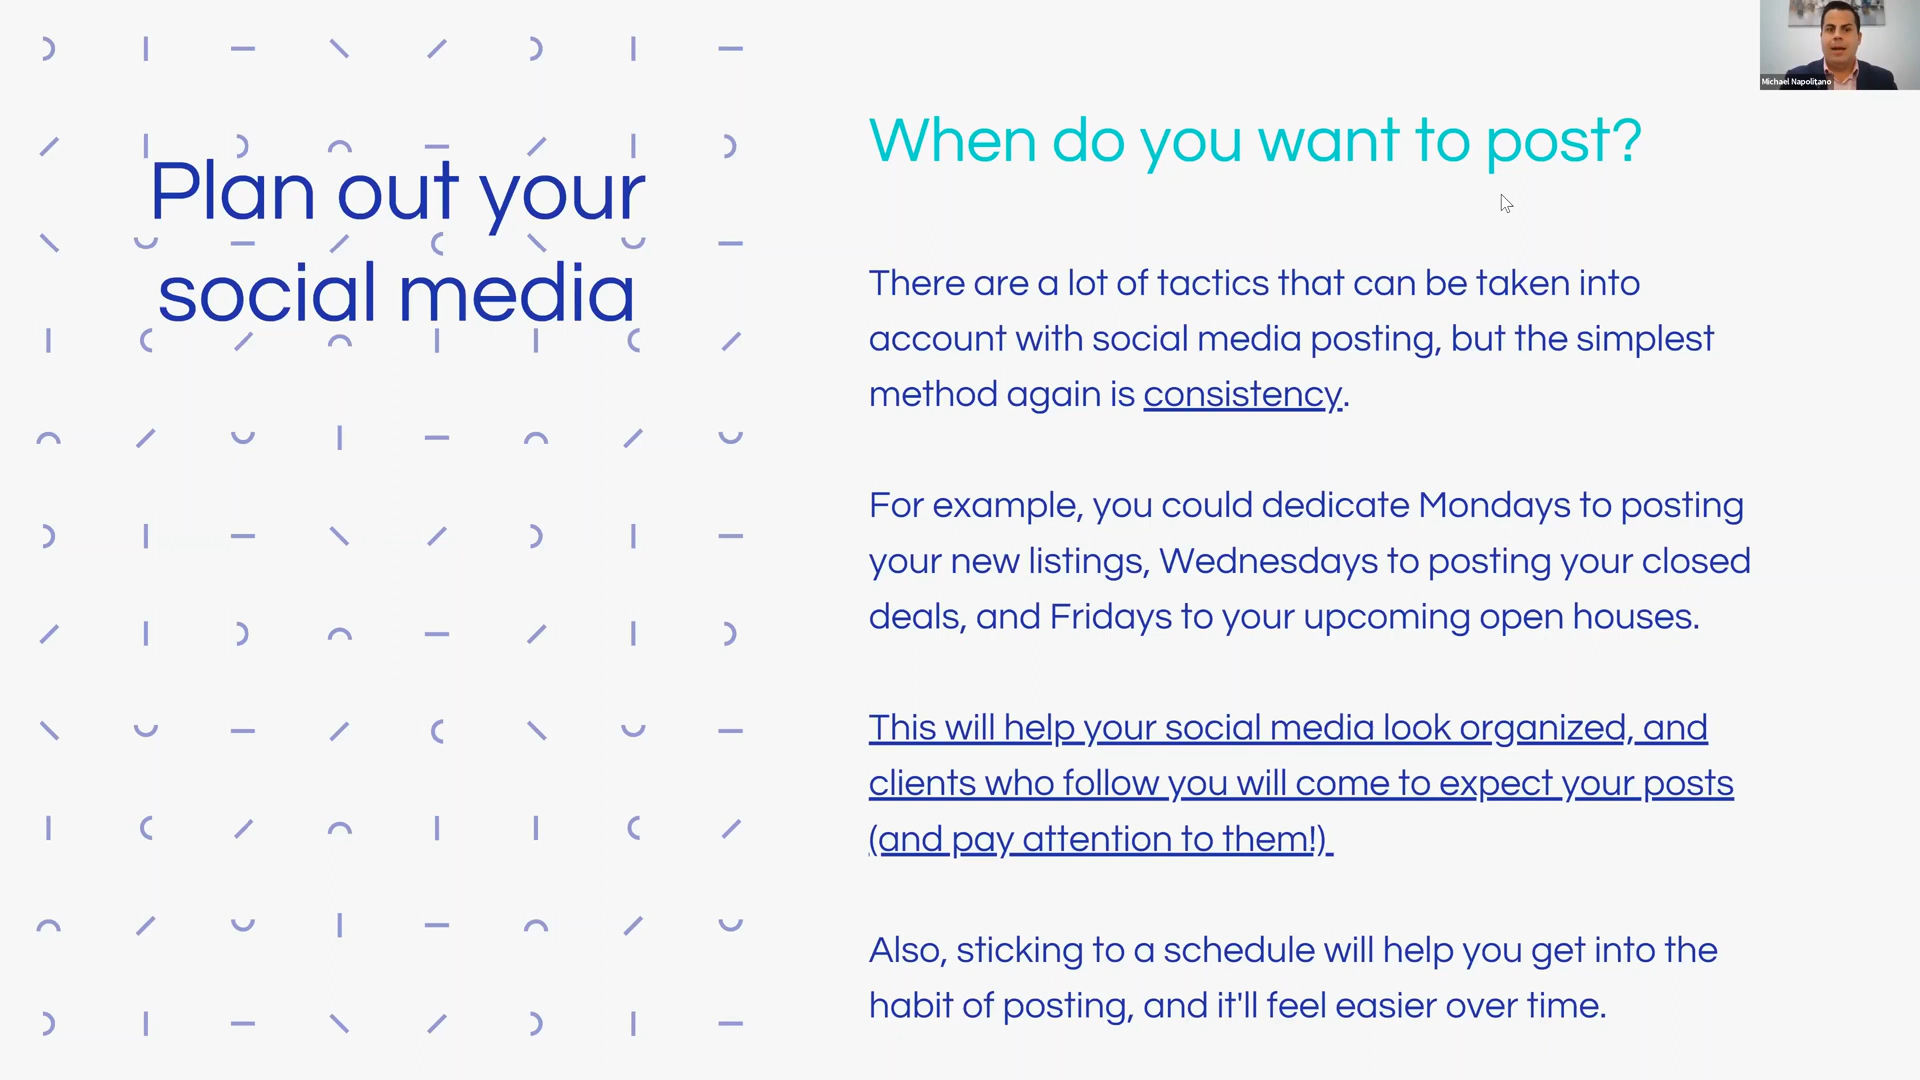 Plan out your
social media
When do you want to post?
There are a lot of tactics that can be taken into
account with social media posting, but the simplest
method again is consistency.
For example, you could dedicate Mondays to posting
your new listings, Wednesdays to posting your closed
deals, and Fridays to your upcoming open houses.
This will help your social media look organized, and
clients who follow you will come to expect your posts
(and pay attention to them!)
Also, sticking to a schedule will help you get into the
habit of posting, and it'll feel easier over time.
Michael Napolitano